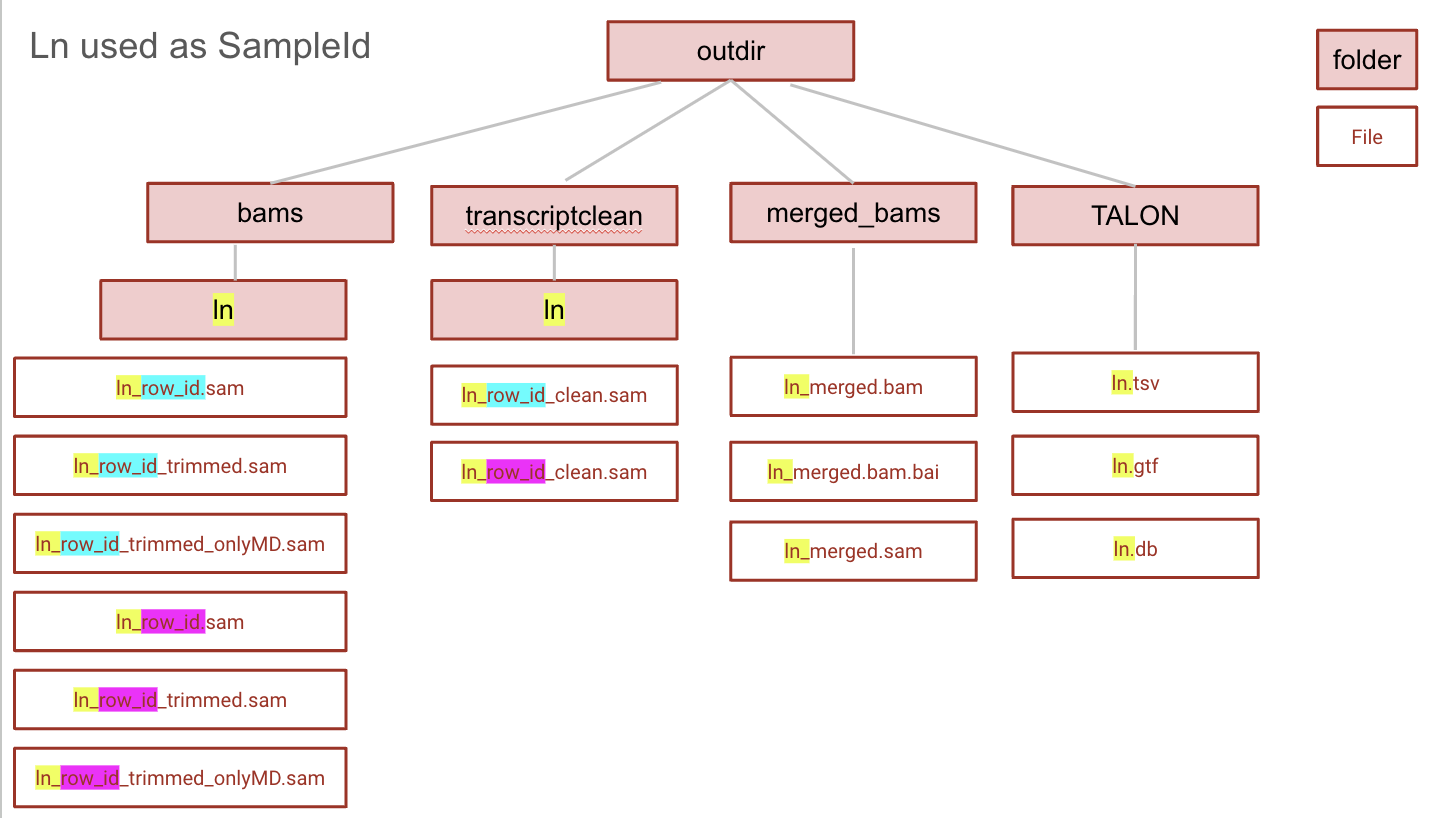 Ln used as SampleId
outdir
folder
File
bams
transcriptclean
merged_bams
TALON
ln
ln
ln_row_id.sam
ln_row_id_trimmed.sam
ln_row_id_trimmed_onlyMD.sam
ln_row_id.sam
ln_row_id_trimmed.sam
ln_row_id_trimmed_onlyMD.sam
ln_row_id_clean.sam
ln_row_id_clean.sam
ln_merged.bam
ln_merged.bam.bai
ln_merged.sam
ln.tsv
ln.gtf
ln.db